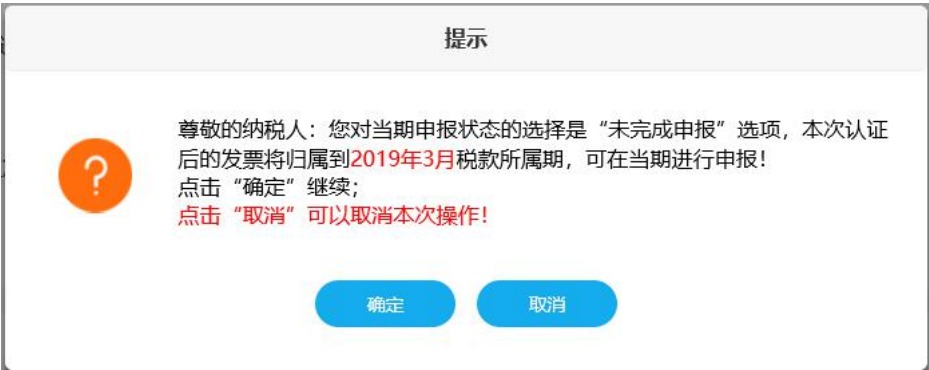 提示
尊敬的纳税人：您对当期申报状态的选择是“未完成申报”选项，本次认证
后的发票将归属到2019年3月税款所属期，可在当期进行申报！
点击“确定”继续；
点击“取消”可以取消本次操作！
确定
取消